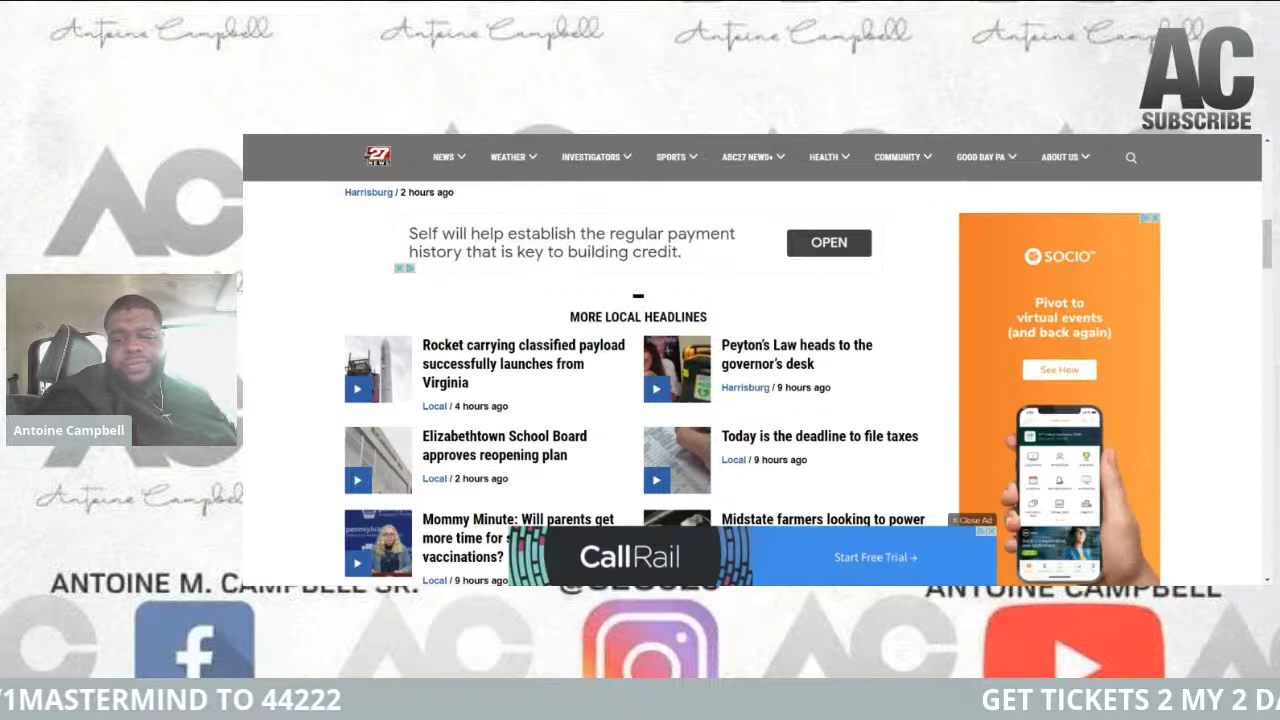 Antoine Campbell
Antoine Campbell
Antoine Campbell
Antoine Campbell
AC
SUBSCRIBE
AC
27
NEWS
NEWS
WEATHER
INVESTIGATORS
SPORTS
ABC27 NEWS+
HEALTH
COMMUNITY
GOOD DAY PA
ABOUT US
Harrisburg / 2 hours ago
Self will help establish the regular payment
history that is key to building credit.
OPEN
MORE LOCAL HEADLINES
Rocket carrying classified payload
successfully launches from
Virginia
Local / 4 hours ago
Peyton's Law heads to the
governor's desk
Harrisburg / 9 hours ago
Elizabethtown School Board
approves reopening plan
Local / 2 hours ago
Today is the deadline to file taxes
Local / 9 hours ago
Mommy Minute: Will parents get
more time for
vaccinations?
Local / 9 hours ago
Midstate farmers looking to power
SOCIO™
Pivot to
virtual events
(and back again)
See How
X Close Ad
CallRail
Start Free Trial →
Antoine Campbell
Antoine Campbell
ANTOINE M. CAMPBELL SR.
ANTOINE CAMPBELL
/1MASTERMIND TO 44222
GET TICKETS 2 MY 2 DA